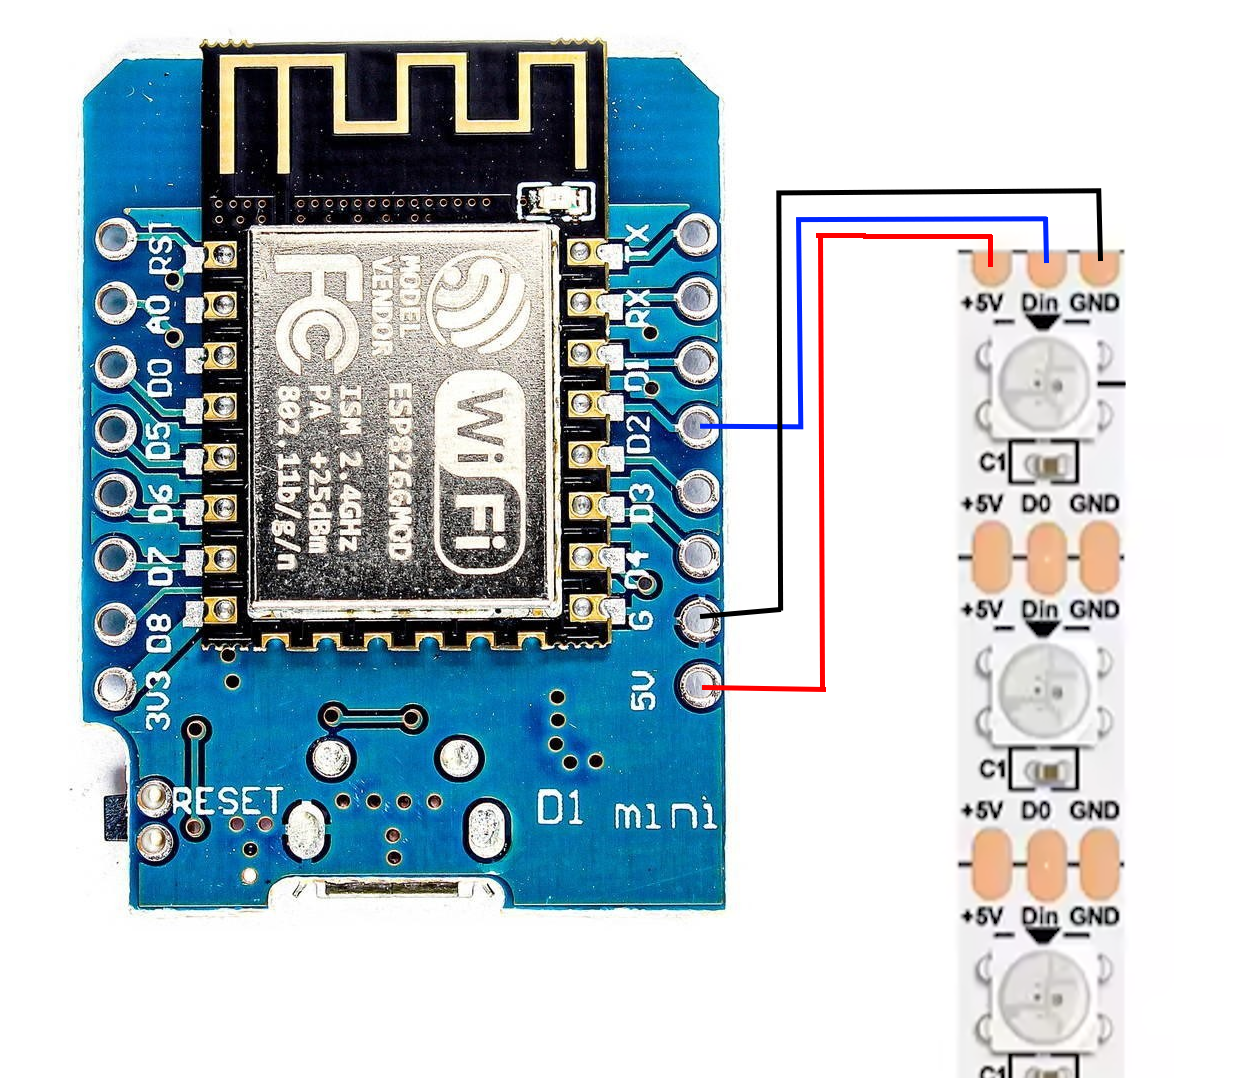 RST
A0
D0
D5
D6
D7
D8
3V3
TX
RX
D1
D2
D3
D4
G
5V
MODEL
VENDOR
ESP8266MOD
ISM 2.4GHz
PA +25dBm
802.11b/g/n
FC
WiFi
RESET
D1 mini
+5V Din GND
C1
+5V D0 GND
+5V Din GND
C1
+5V D0 GND
+5V Din GND
C1